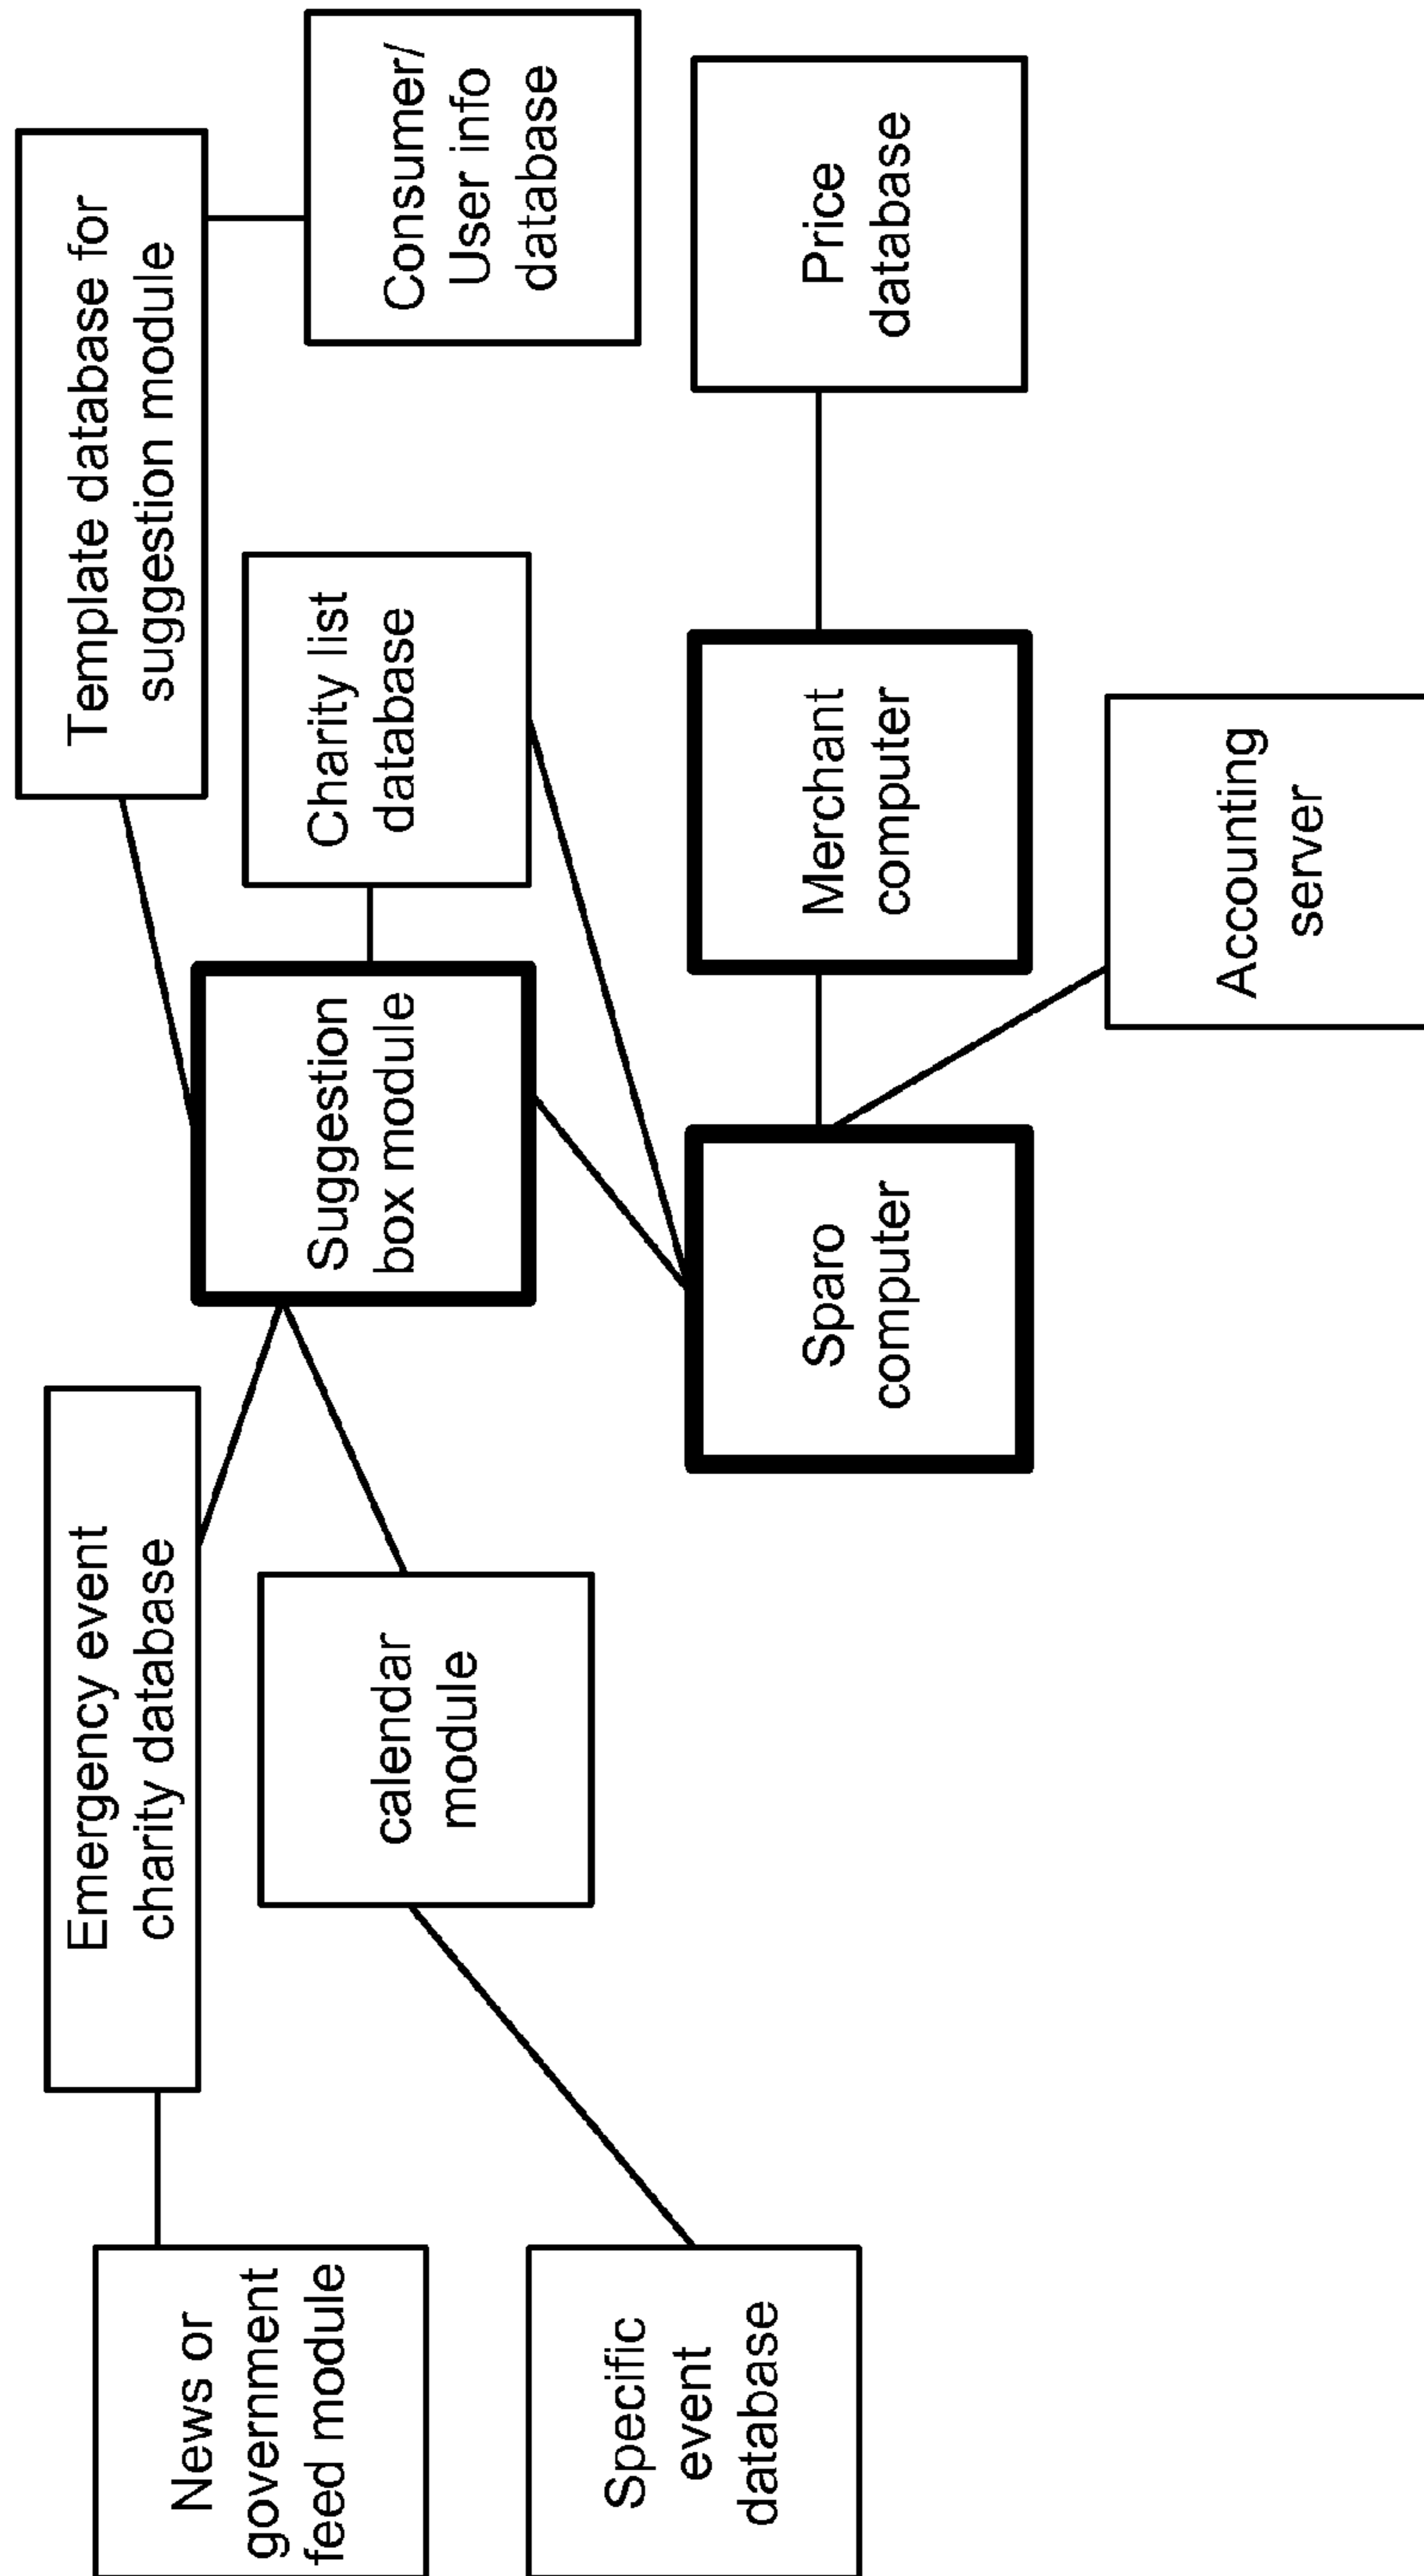 News or
government
feed module
Emergency event
charity database
Template database for
suggestion module
Suggestion
box module
Charity list
database
Consumer/
User info
database
calendar
module
Specific
event
database
Sparo
computer
Merchant
computer
Price
database
Accounting
server